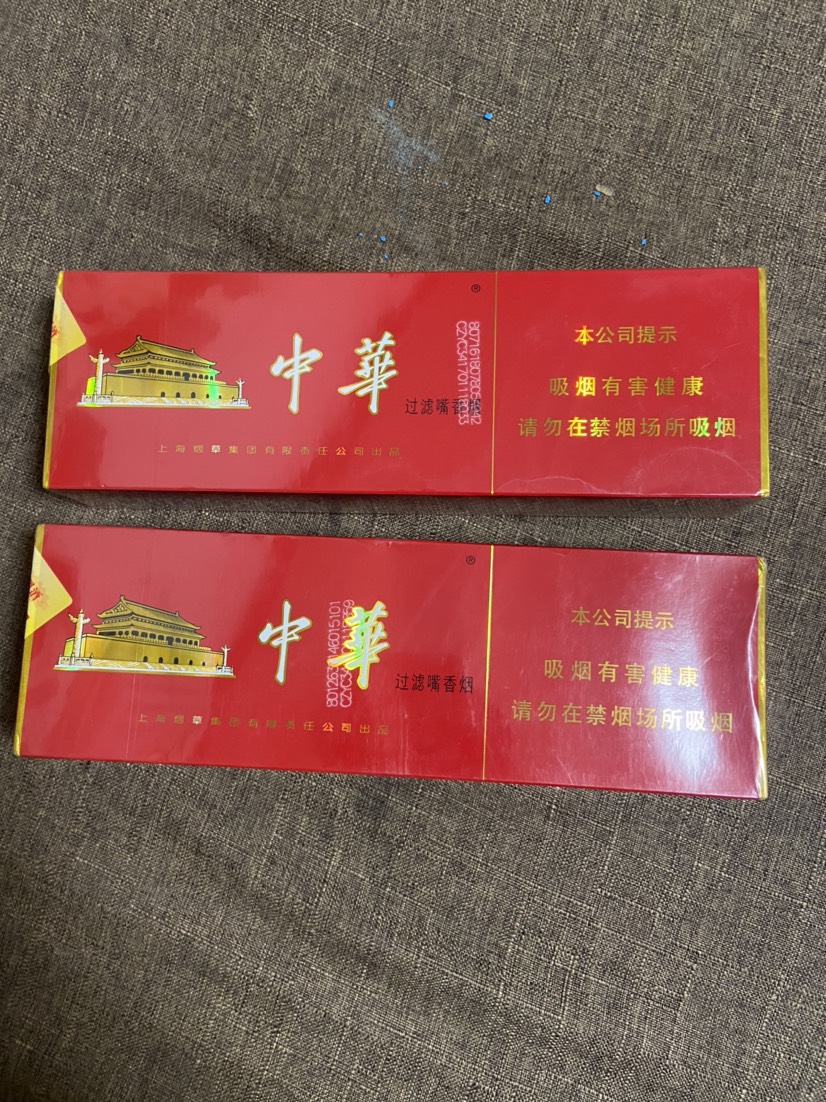 中華
®
过滤嘴香烟
上海烟草集团有限责任公司出品
本公司提示
吸烟有害健康
请勿在禁烟场所吸烟
中華
®
过滤嘴香烟
上海烟草集团有限责任公司出品
本公司提示
吸烟有害健康
请勿在禁烟场所吸烟